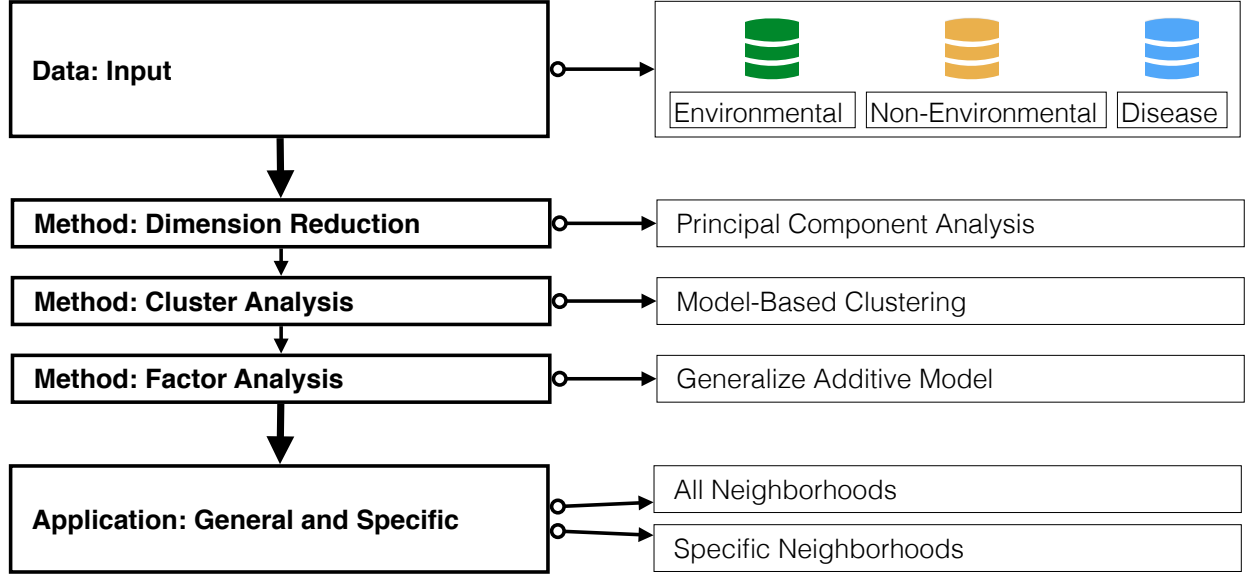 Data: Input
Environmental
Non-Environmental
Disease
Method: Dimension Reduction
Principal Component Analysis
Method: Cluster Analysis
Model-Based Clustering
Method: Factor Analysis
Generalize Additive Model
Application: General and Specific
All Neighborhoods
Specific Neighborhoods